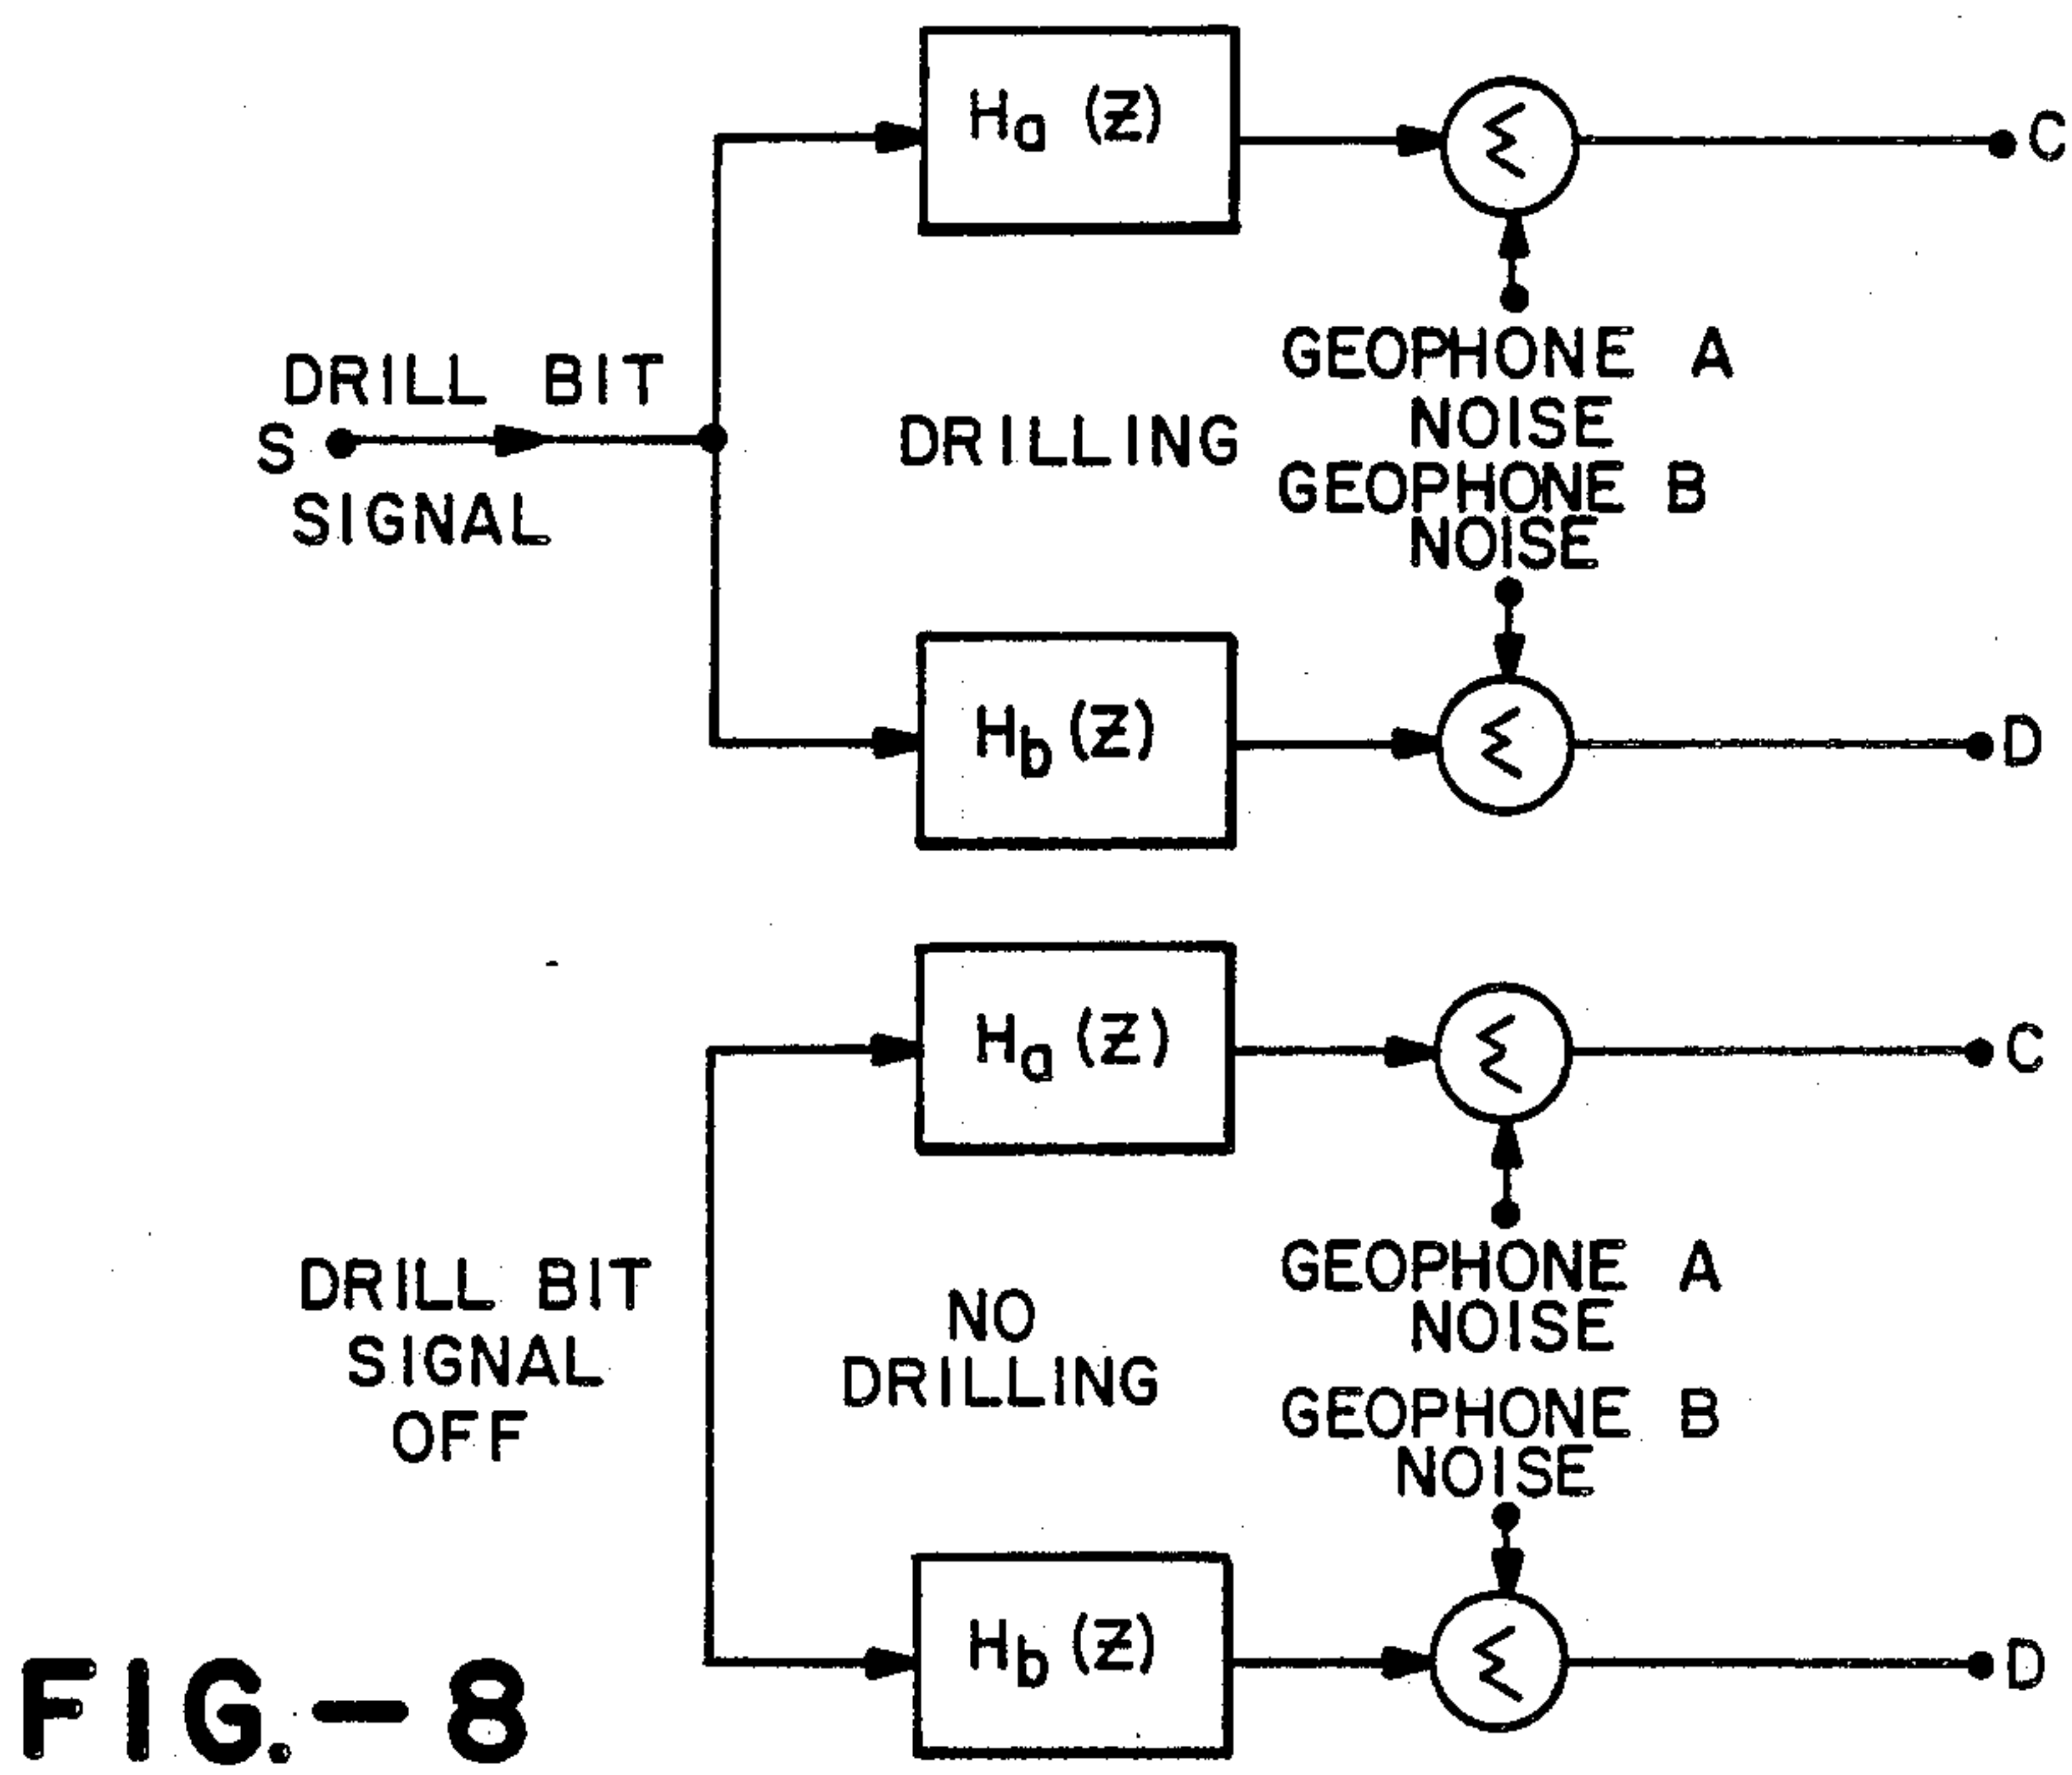 Ha (Z)
Σ
C
DRILL BIT
S
SIGNAL
DRILLING
GEOPHONE A
NOISE
GEOPHONE B
NOISE
Hb (Z)
Σ
D
Ha (Z)
Σ
C
DRILL BIT
SIGNAL
OFF
NO
DRILLING
GEOPHONE A
NOISE
GEOPHONE B
NOISE
Hb (Z)
Σ
D
FIG.-8